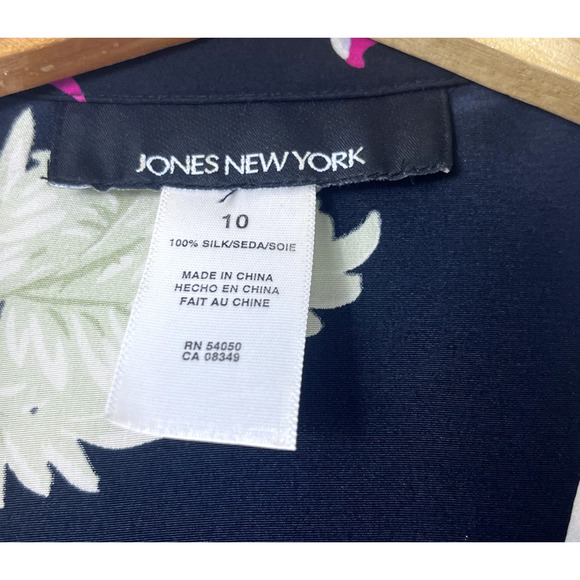 JONES NEW YORK
10
100% SILK/SEDA/SOIE
MADE IN CHINA
HECHO EN CHINA
FAIT AU CHINE
RN 54050
CA 08349